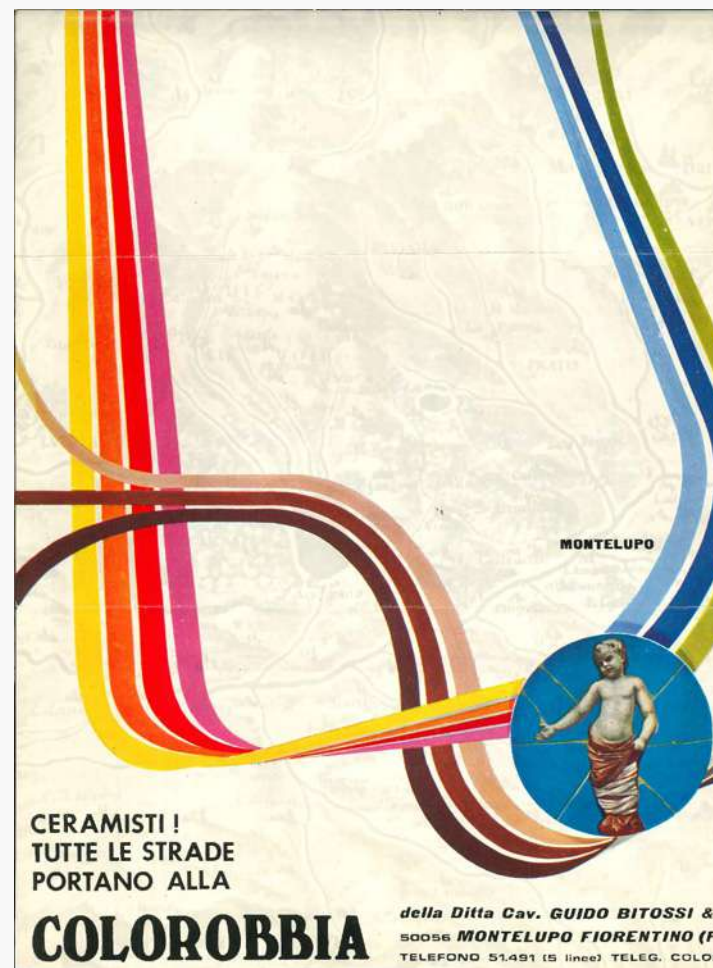 MONTELUPO
CERAMISTI !
TUTTE LE STRADE
PORTANO ALLA
COLOROBBIA
della Ditta Cav. GUIDO BITOSSI &
50056 MONTELUPO FIORENTINO (F
TELEFONO 51.491 (5 linee) TELEG. COLO